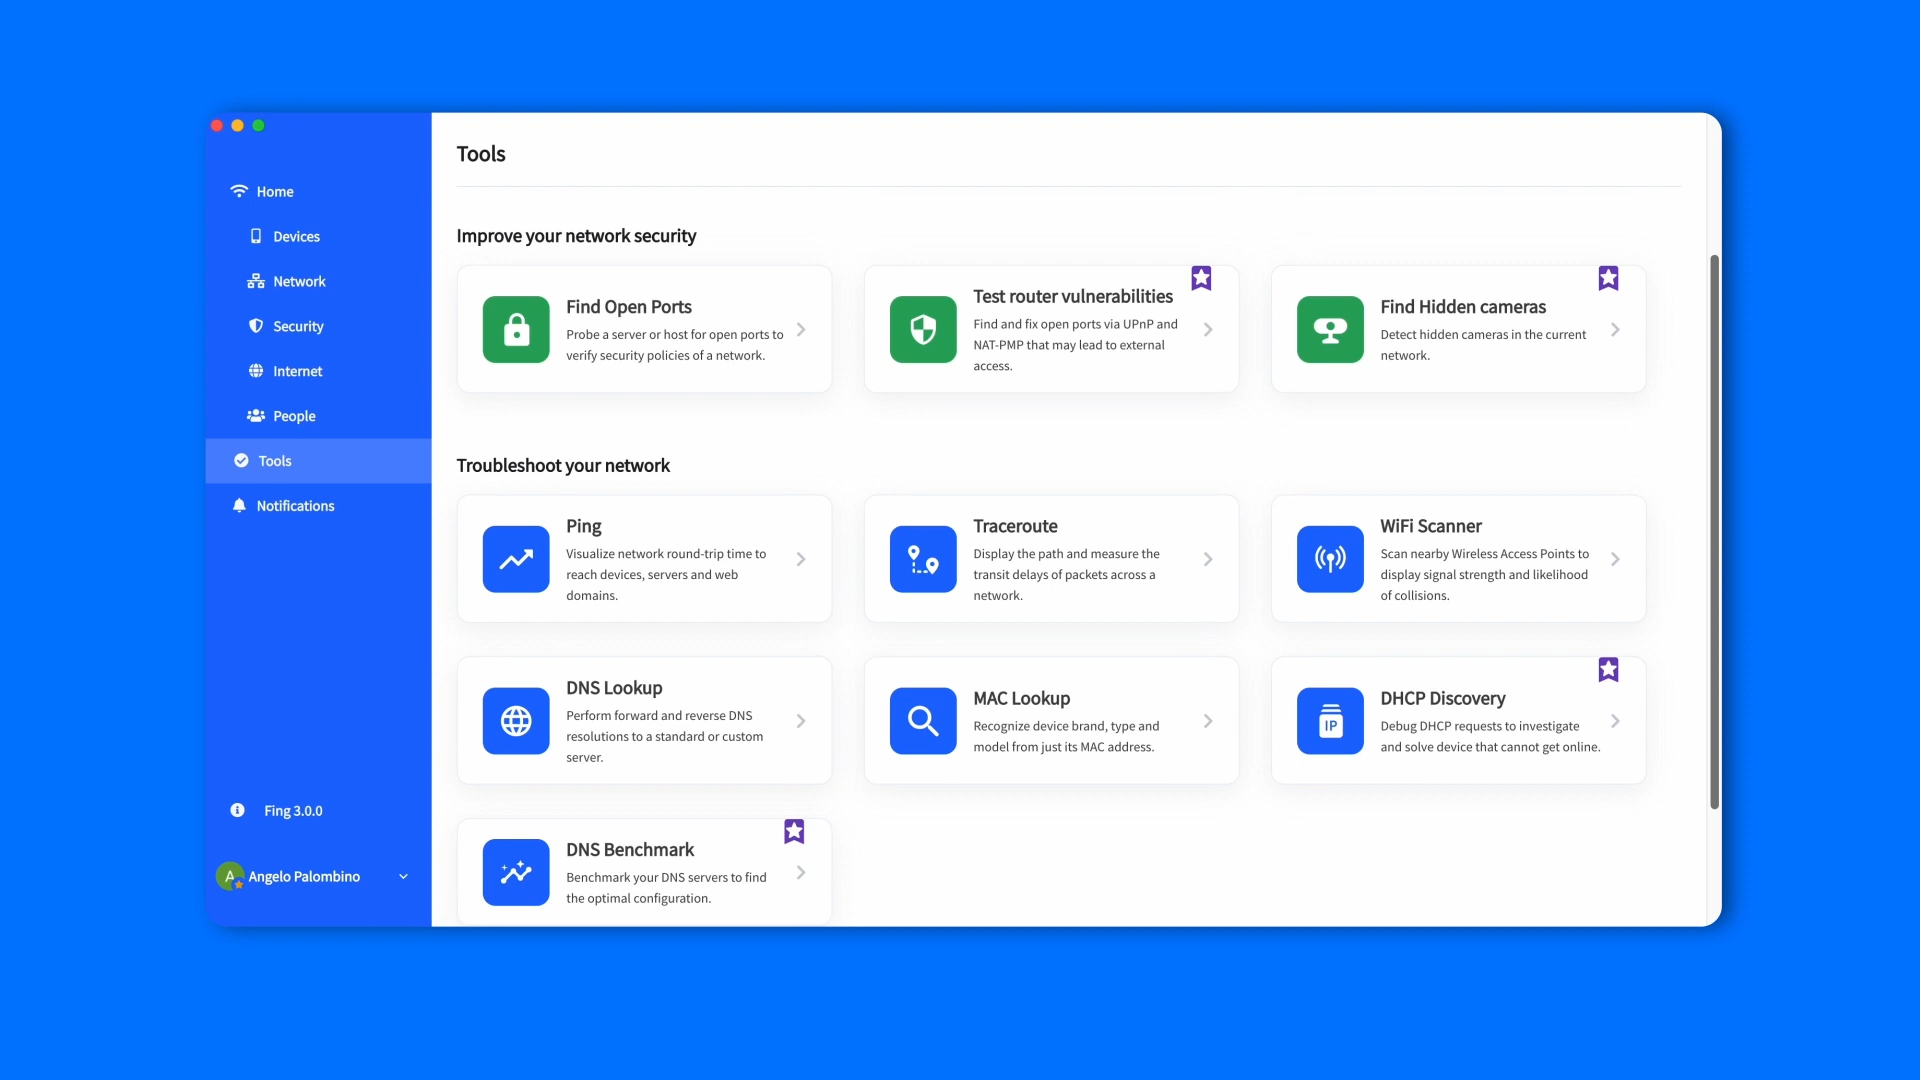 Tools
Home
Devices
Network
Security
Internet
People
Tools
Notifications
Fing 3.0.0
A
Angelo Palombino
Improve your network security
Find Open Ports
Probe a server or host for open ports to
verify security policies of a network.
Test router vulnerabilities
Find and fix open ports via UPnP and
NAT-PMP that may lead to external
access.
Find Hidden cameras
Detect hidden cameras in the current
network.
Troubleshoot your network
Ping
Visualize network round-trip time to
reach devices, servers and web
domains.
Traceroute
Display the path and measure the
transit delays of packets across a
network.
WiFi Scanner
Scan nearby Wireless Access Points to
display signal strength and likelihood
of collisions.
DNS Lookup
Perform forward and reverse DNS
resolutions to a standard or custom
server.
MAC Lookup
Recognize device brand, type and
model from just its MAC address.
IP
DHCP Discovery
Debug DHCP requests to investigate
and solve device that cannot get online.
DNS Benchmark
Benchmark your DNS servers to find
the optimal configuration.